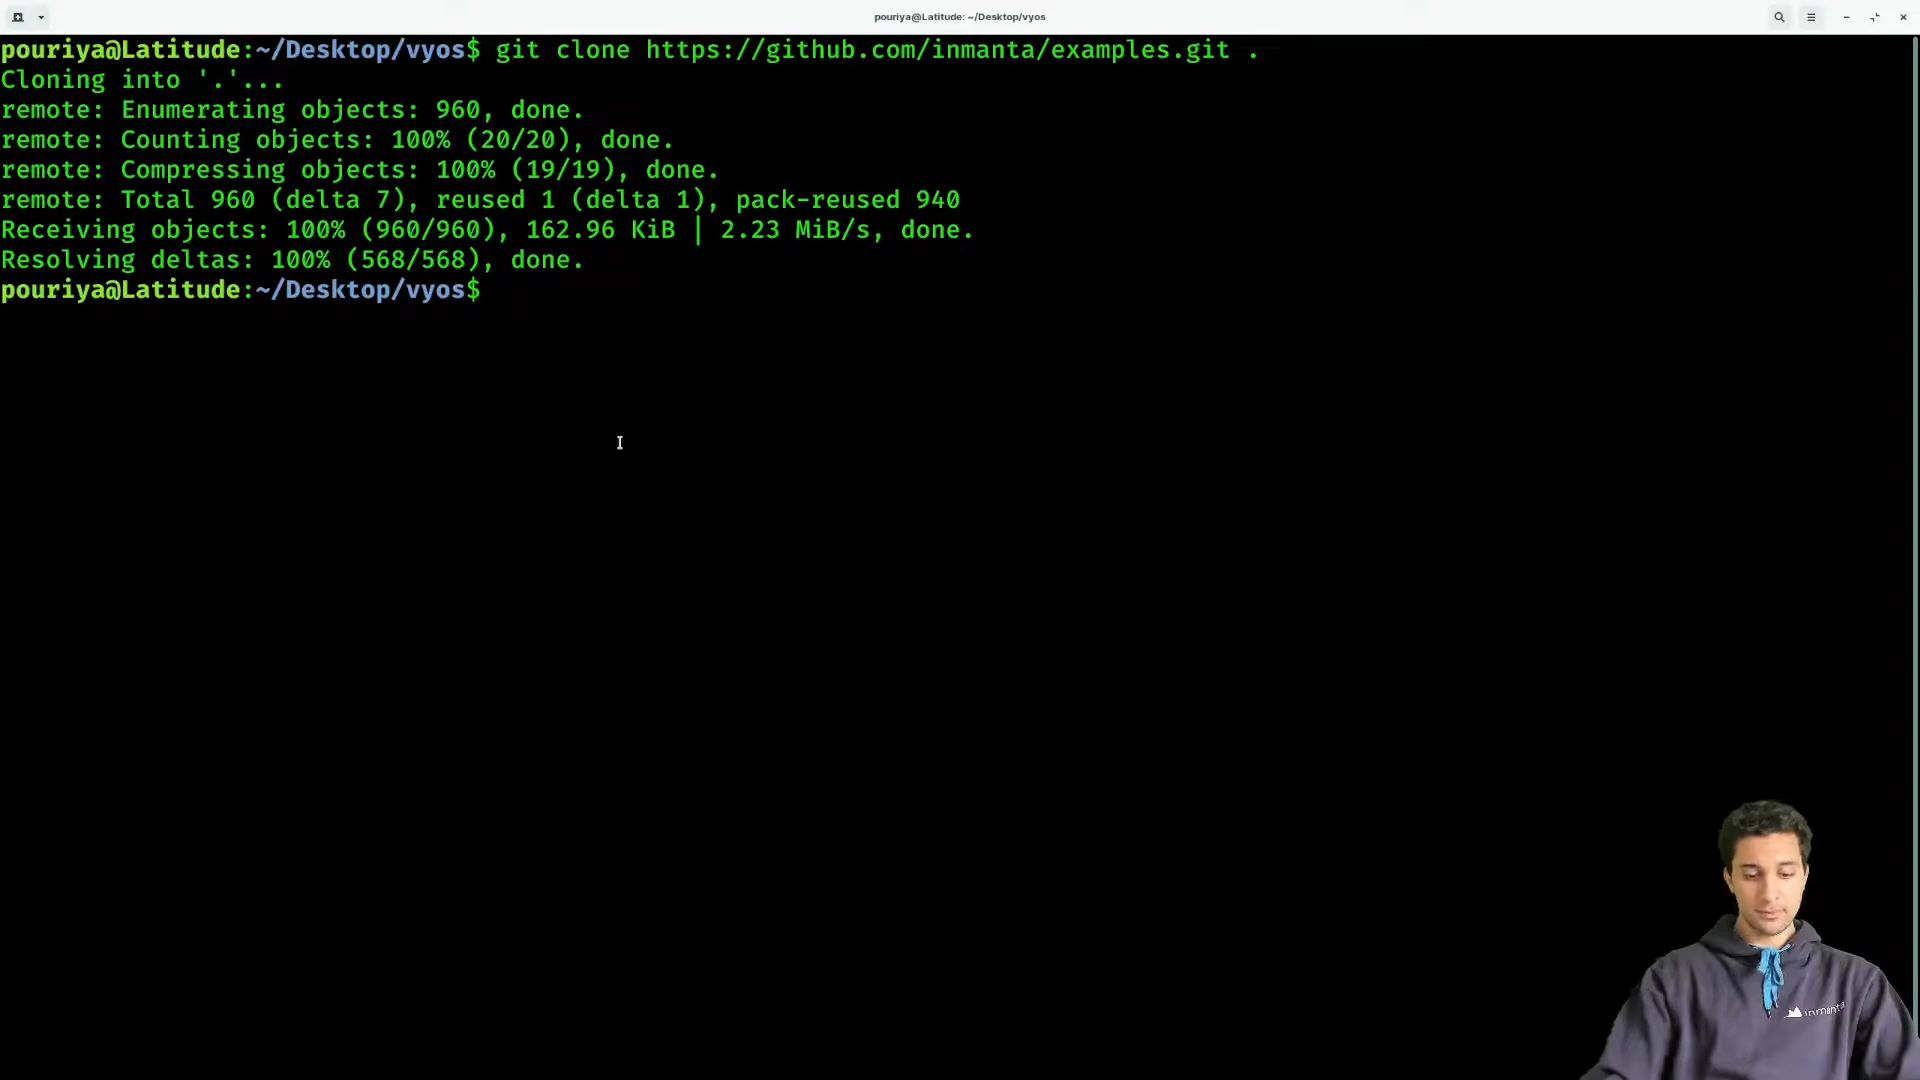 pouriya@Latitude: ~/Desktop/vyos
pouriya@Latitude:~/Desktop/vyos$ git clone https://github.com/inmanta/examples.git .
Cloning into '.'...
remote: Enumerating objects: 960, done.
remote: Counting objects: 100% (20/20), done.
remote: Compressing objects: 100% (19/19), done.
remote: Total 960 (delta 7), reused 1 (delta 1), pack-reused 940
Receiving objects: 100% (960/960), 162.96 KiB | 2.23 MiB/s, done.
Resolving deltas: 100% (568/568), done.
pouriya@Latitude:~/Desktop/vyos$
inmanta